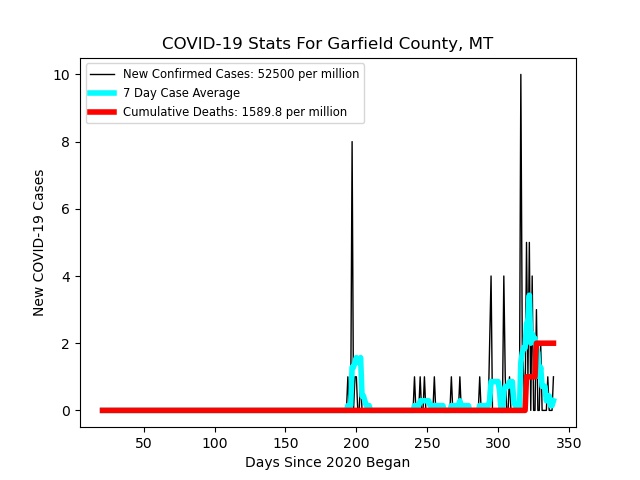 COVID-19 Stats For Garfield County, MT
New Confirmed Cases: 52500 per million
7 Day Case Average
Cumulative Deaths: 1589.8 per million
New COVID-19 Cases
10
8
6
4
2
0
50 100 150 200 250 300 350
Days Since 2020 Began